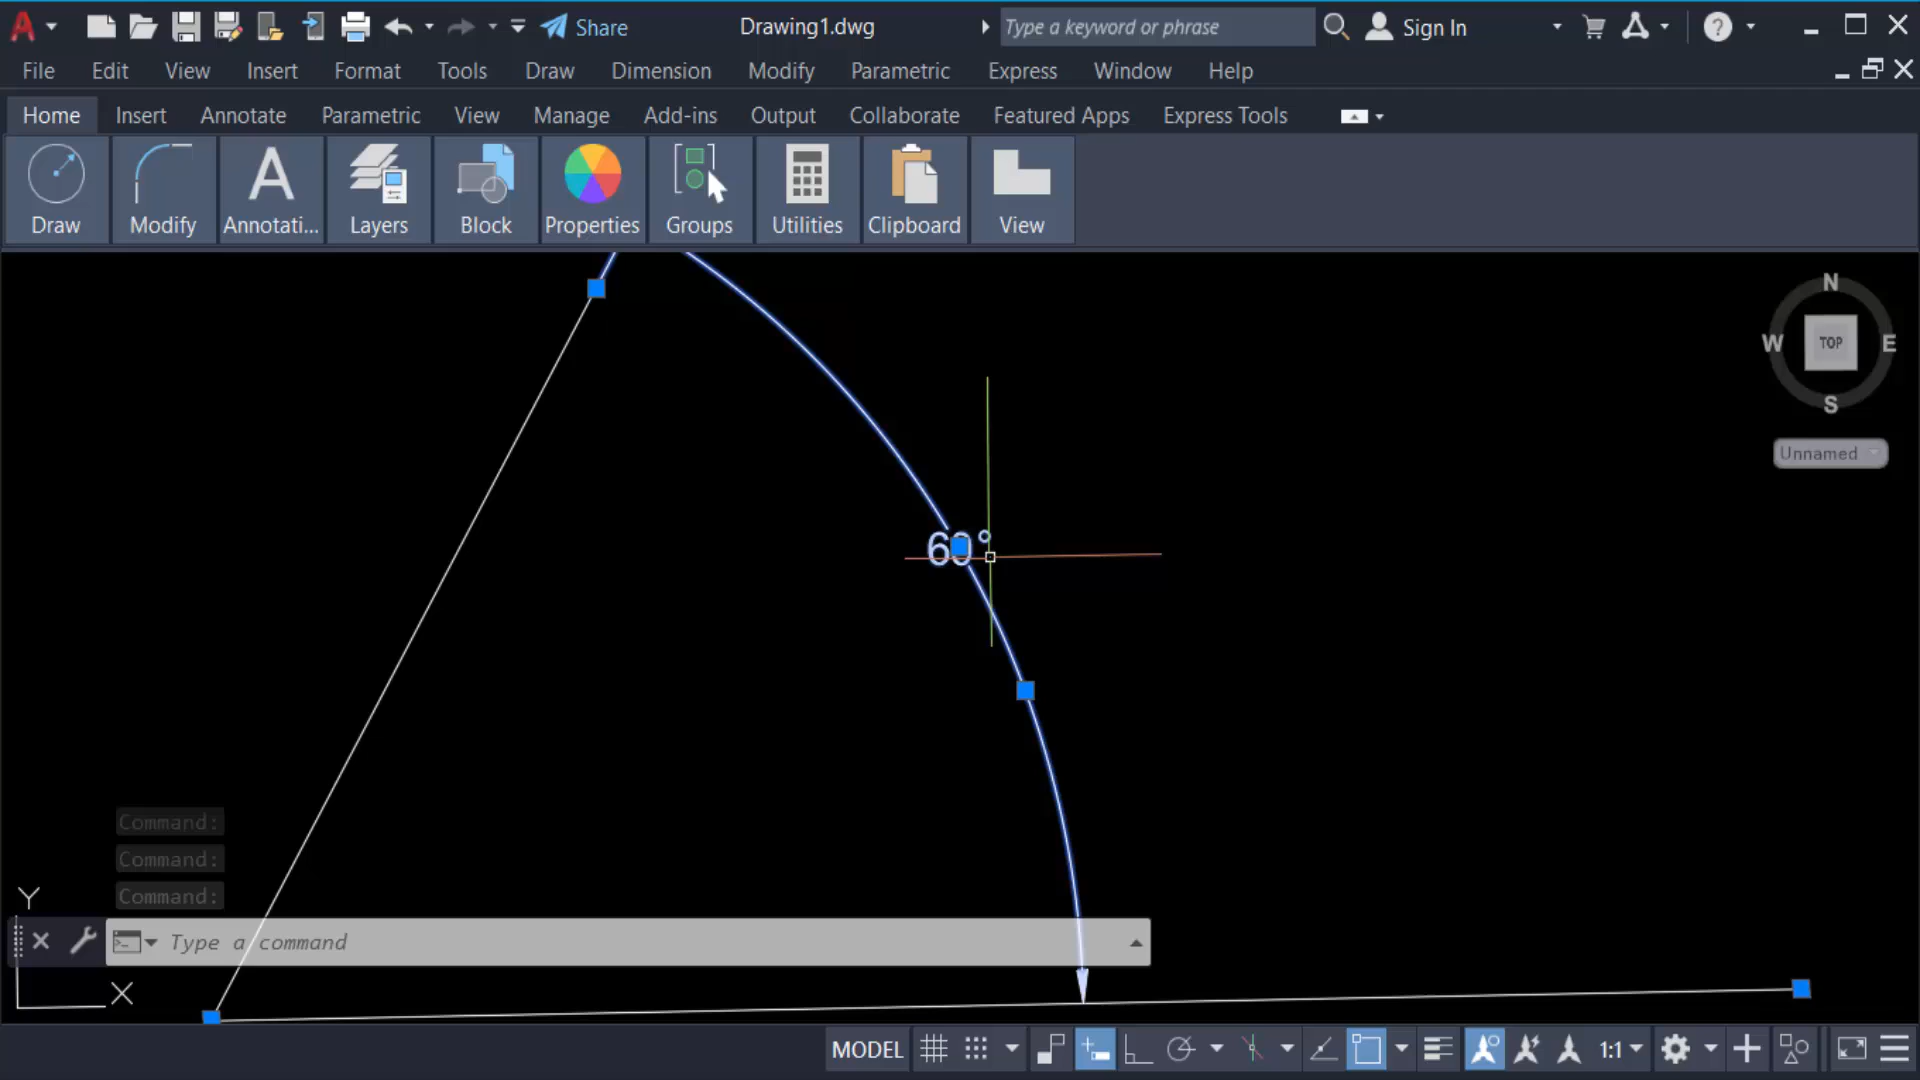 Share
Drawing1.dwg
Type a keyword or phrase
Sign In
File Edit View Insert Format Tools Draw Dimension Modify Parametric Express Window Help
Home Insert Annotate Parametric View Manage Add-ins Output Collaborate Featured Apps Express Tools
Draw Modify Annotati... Layers Block Properties Groups Utilities Clipboard View
N
W TOP E
S
Unnamed
60°
Command:
Command:
Command:
Y
Type a command
X
MODEL 1:1